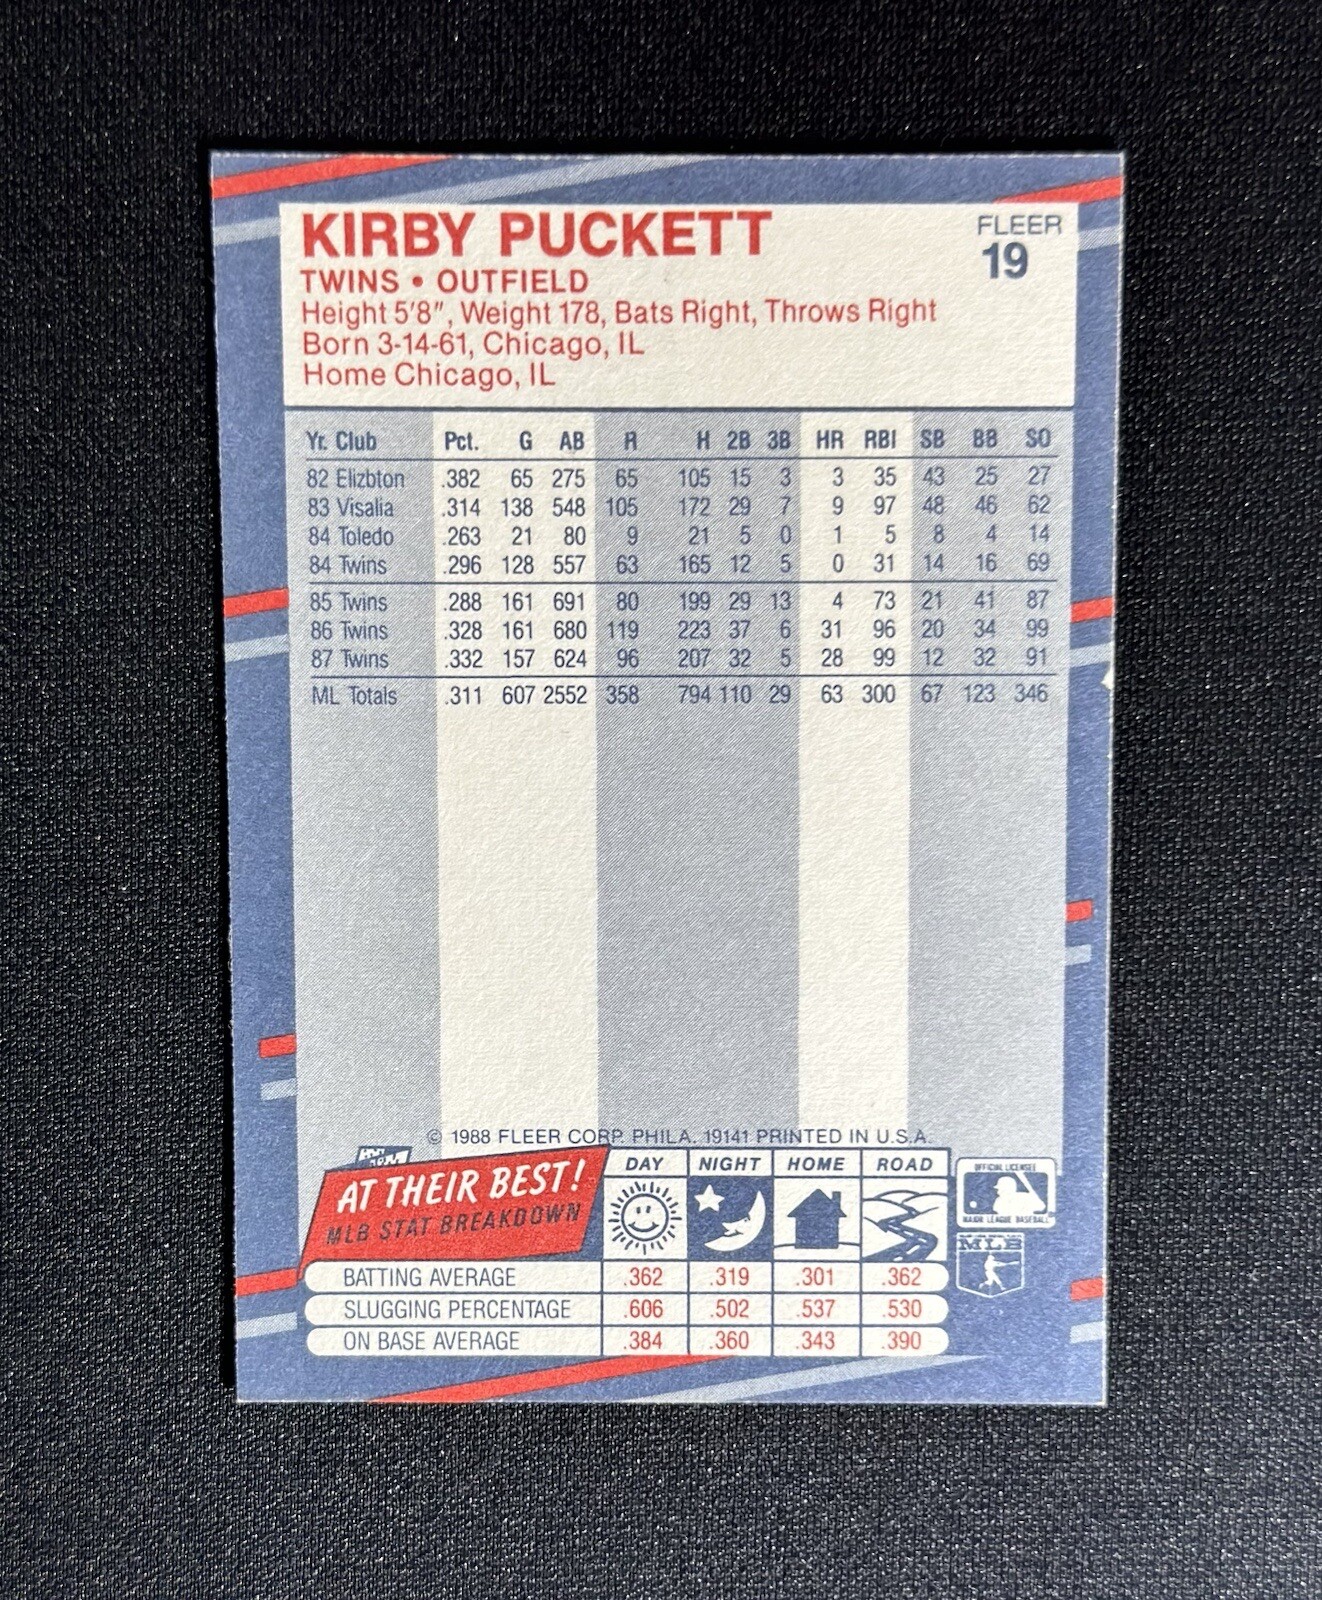 KIRBY PUCKETT
FLEER
19
TWINS • OUTFIELD
Height 5'8", Weight 178, Bats Right, Throws Right
Born 3-14-61, Chicago, IL
Home Chicago, IL
Yr. Club Pct. G AB R H 2B 3B HR RBI SB BB SO
82 Elizbton .382 65 275 65 105 15 3 3 35 43 25 27
83 Visalia .314 138 548 105 172 29 7 9 97 48 46 62
84 Toledo .263 21 80 9 21 5 0 1 5 8 4 14
84 Twins .296 128 557 63 165 12 5 0 31 14 16 69
85 Twins .288 161 691 80 199 29 13 4 73 21 41 87
86 Twins .328 161 680 119 223 37 6 31 96 20 34 99
87 Twins .332 157 624 96 207 32 5 28 99 12 32 91
ML Totals .311 607 2552 358 794 110 29 63 300 67 123 346
© 1988 FLEER CORP. PHILA. 19141 PRINTED IN U.S.A.
AT THEIR BEST!
MLB STAT BREAKDOWN
DAY NIGHT HOME ROAD
BATTING AVERAGE .362 .319 .301 .362
SLUGGING PERCENTAGE .606 .502 .537 .530
ON BASE AVERAGE .384 .360 .343 .390
OFFICIAL LICENSEE
MAJOR LEAGUE BASEBALL
MLB